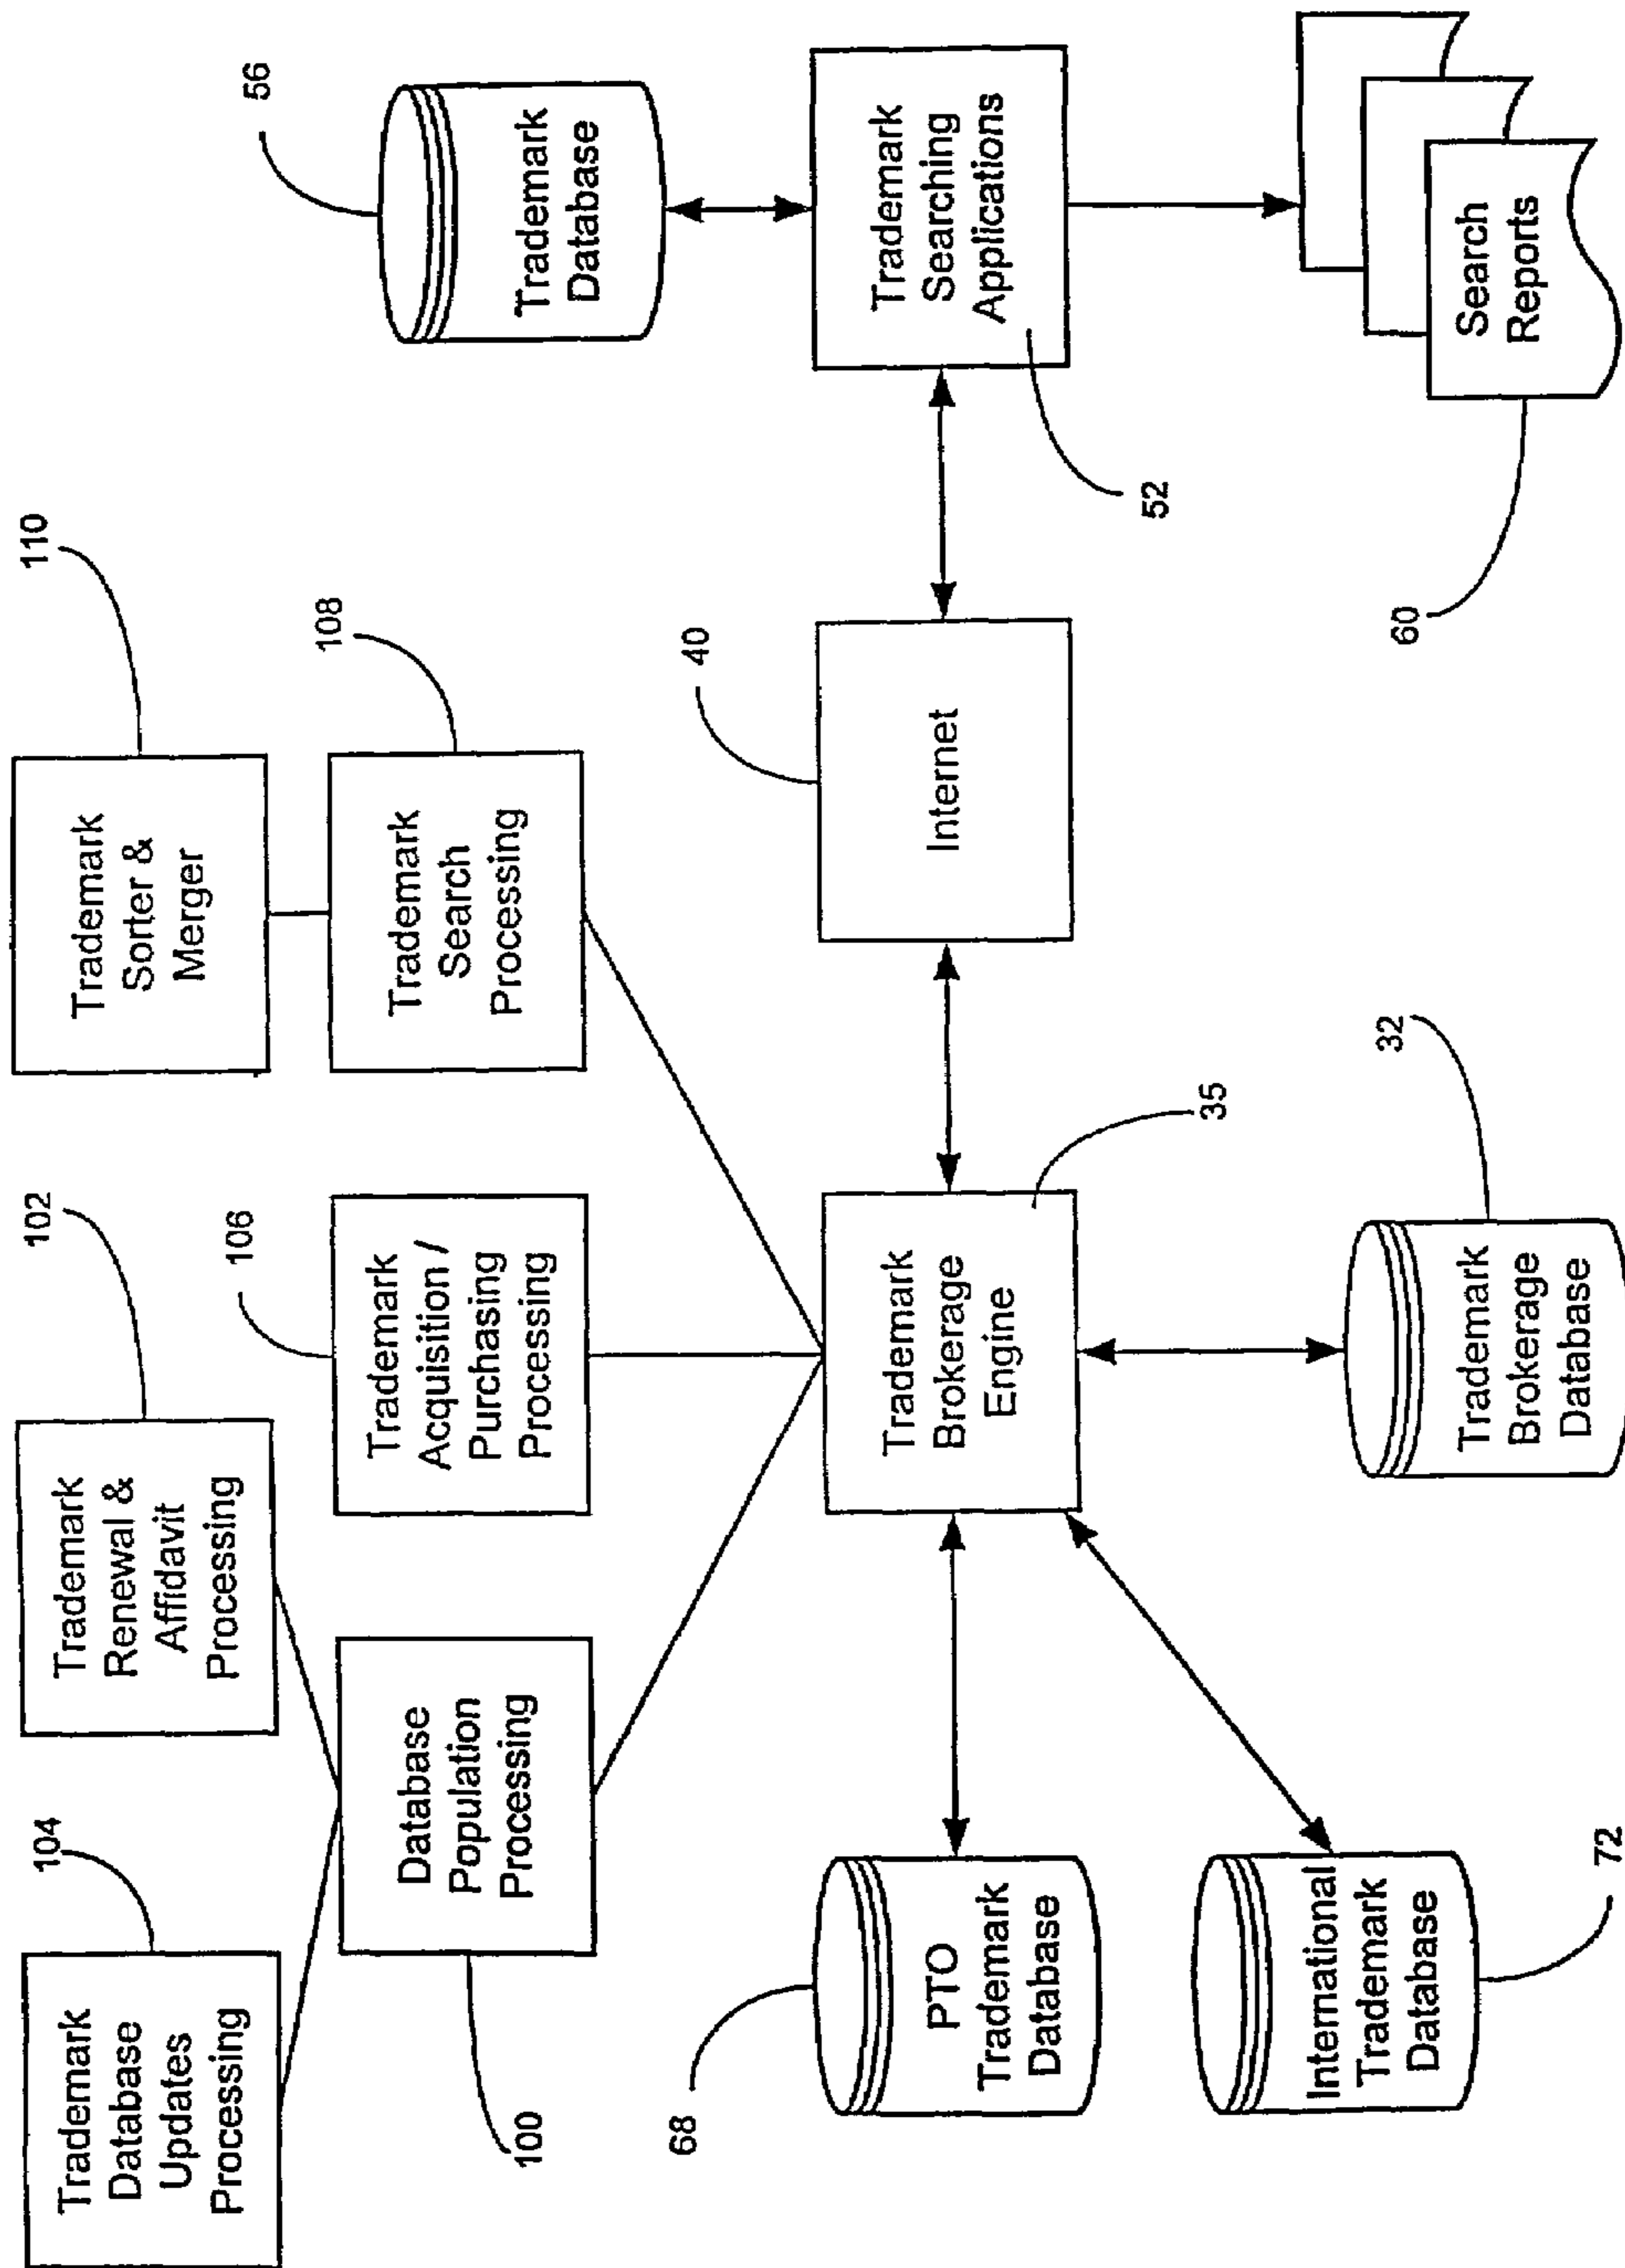 104
Trademark
Database
Updates
Processing
102
Trademark
Renewal &
Affidavit
Processing
110
Trademark
Sorter &
Merger
100
Database
Population
Processing
106
Trademark
Acquisition /
Purchasing
Processing
108
Trademark
Search
Processing
56
Trademark
Database
68
PTO
Trademark
Database
35
Trademark
Brokerage
Engine
40
Internet
52
Trademark
Searching
Applications
72
International
Trademark
Database
32
Trademark
Brokerage
Database
60
Search
Reports